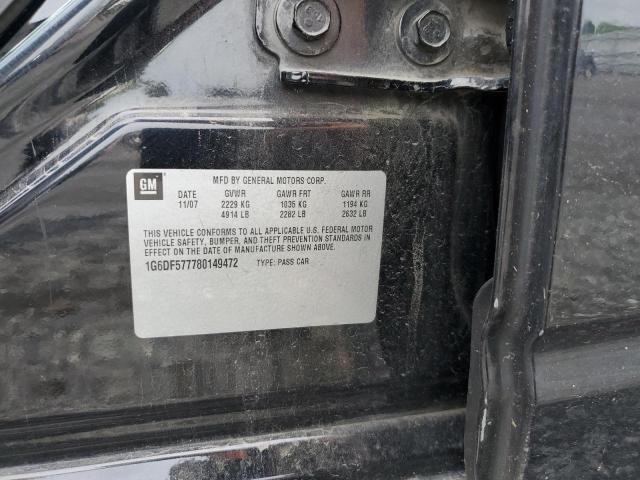 GM
MFD BY GENERAL MOTORS CORP.
DATE GVWR GAWR FRT GAWR RR
11/07 2229 KG 1035 KG 1194 KG
4914 LB 2282 LB 2632 LB
THIS VEHICLE CONFORMS TO ALL APPLICABLE U.S. FEDERAL MOTOR
VEHICLE SAFETY, BUMPER, AND THEFT PREVENTION STANDARDS IN
EFFECT ON THE DATE OF MANUFACTURE SHOWN ABOVE.
1G6DF577780149472 TYPE: PASS CAR